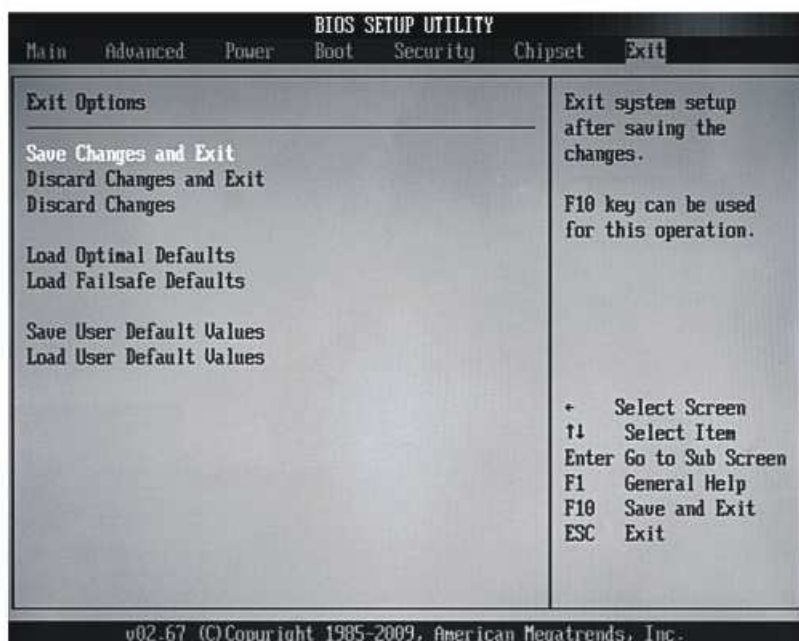 BIOS SETUP UTILITY
Main Advanced Power Boot Security Chipset Exit
Exit Options
Save Changes and Exit
Discard Changes and Exit
Discard Changes
Load Optimal Defaults
Load Failsafe Defaults
Save User Default Values
Load User Default Values
Exit system setup
after saving the
changes.
F10 key can be used
for this operation.
← Select Screen
↑↓ Select Item
Enter Go to Sub Screen
F1 General Help
F10 Save and Exit
ESC Exit
v02.67 (C)Copyright 1985-2009, American Megatrends, Inc.